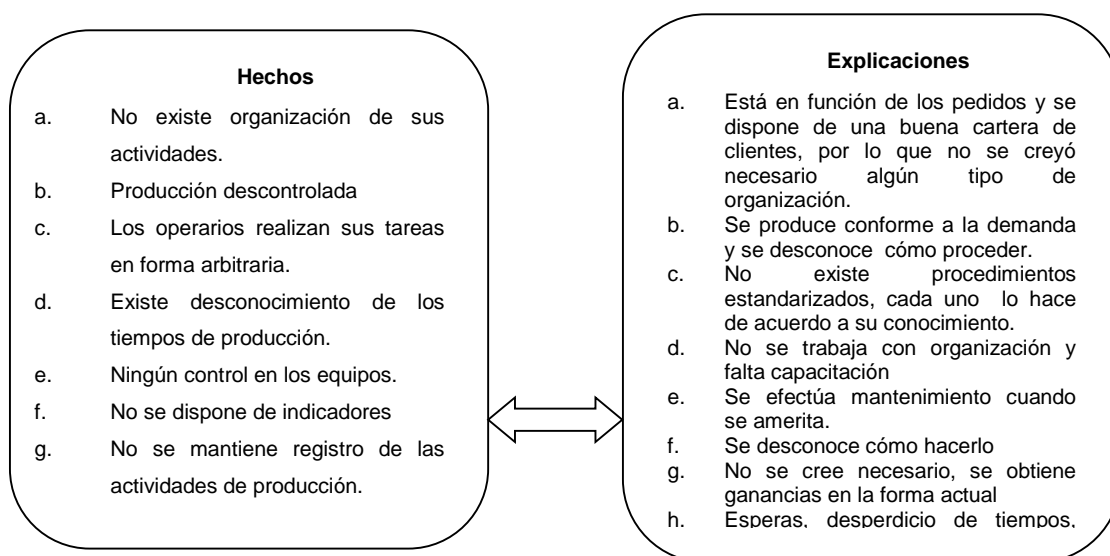 Hechos
a. No existe organización de sus
actividades.
b. Producción descontrolada
c. Los operarios realizan sus tareas
en forma arbitraria.
d. Existe desconocimiento de los
tiempos de producción.
e. Ningún control en los equipos.
f. No se dispone de indicadores
g. No se mantiene registro de las
actividades de producción.
Explicaciones
a. Está en función de los pedidos y se
dispone de una buena cartera de
clientes, por lo que no se creyó
necesario algún tipo de
organización.
b. Se produce conforme a la demanda
y se desconoce cómo proceder.
c. No existe procedimientos
estandarizados, cada uno lo hace
de acuerdo a su conocimiento.
d. No se trabaja con organización y
falta capacitación
e. Se efectúa mantenimiento cuando
se amerita.
f. Se desconoce cómo hacerlo
g. No se cree necesario, se obtiene
ganancias en la forma actual
h. Esperas, desperdicio de tiempos,